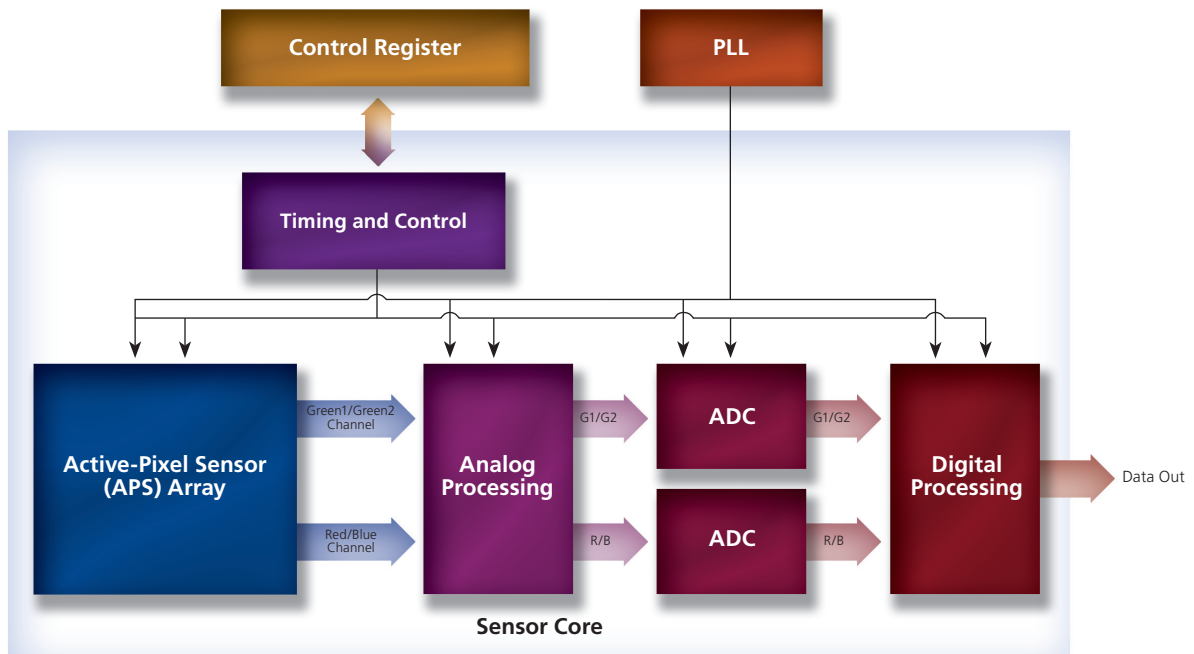 Control Register
PLL
Timing and Control
Active-Pixel Sensor
(APS) Array
Green1/Green2
Channel
Red/Blue
Channel
Analog
Processing
G1/G2
R/B
ADC
ADC
G1/G2
R/B
Digital
Processing
Data Out
Sensor Core